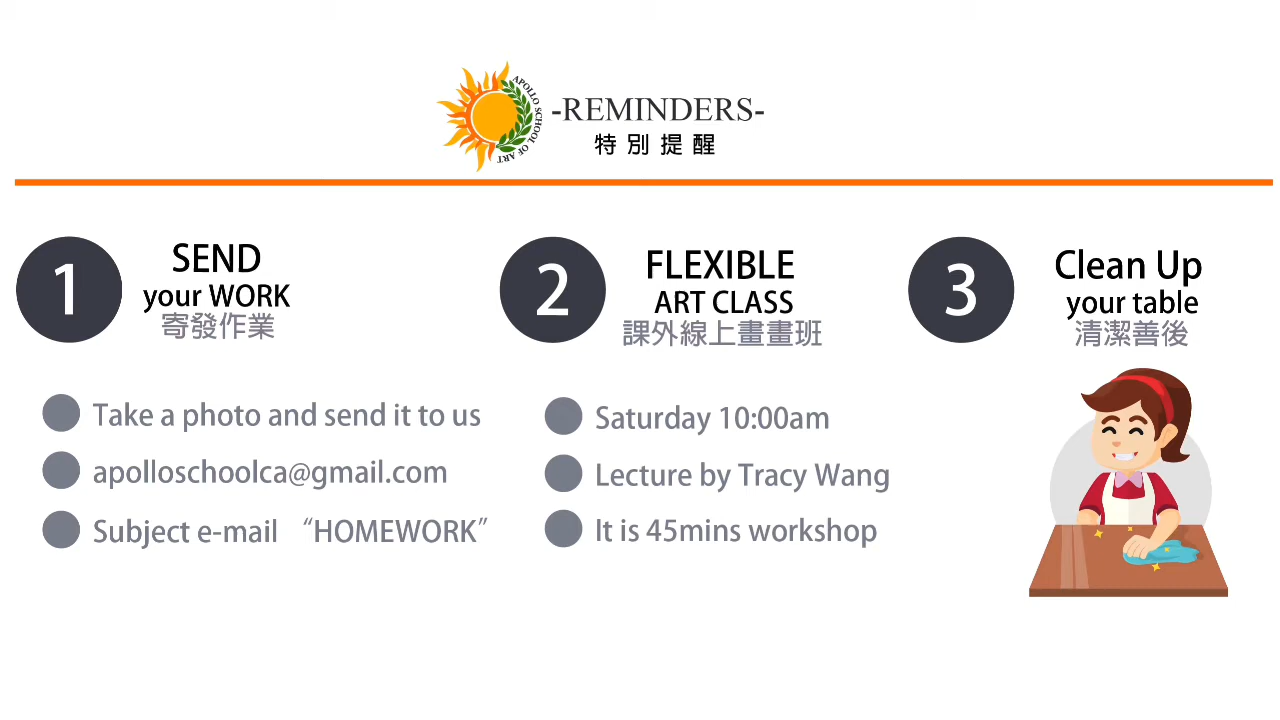 APOLLO SCHOOL OF ART
-REMINDERS-
特別提醒
1
SEND
your WORK
寄發作業
Take a photo and send it to us
apolloschoolca@gmail.com
Subject e-mail “HOMEWORK”
2
FLEXIBLE
ART CLASS
課外線上畫畫班
Saturday 10:00am
Lecture by Tracy Wang
It is 45mins workshop
3
Clean Up
your table
清潔善後